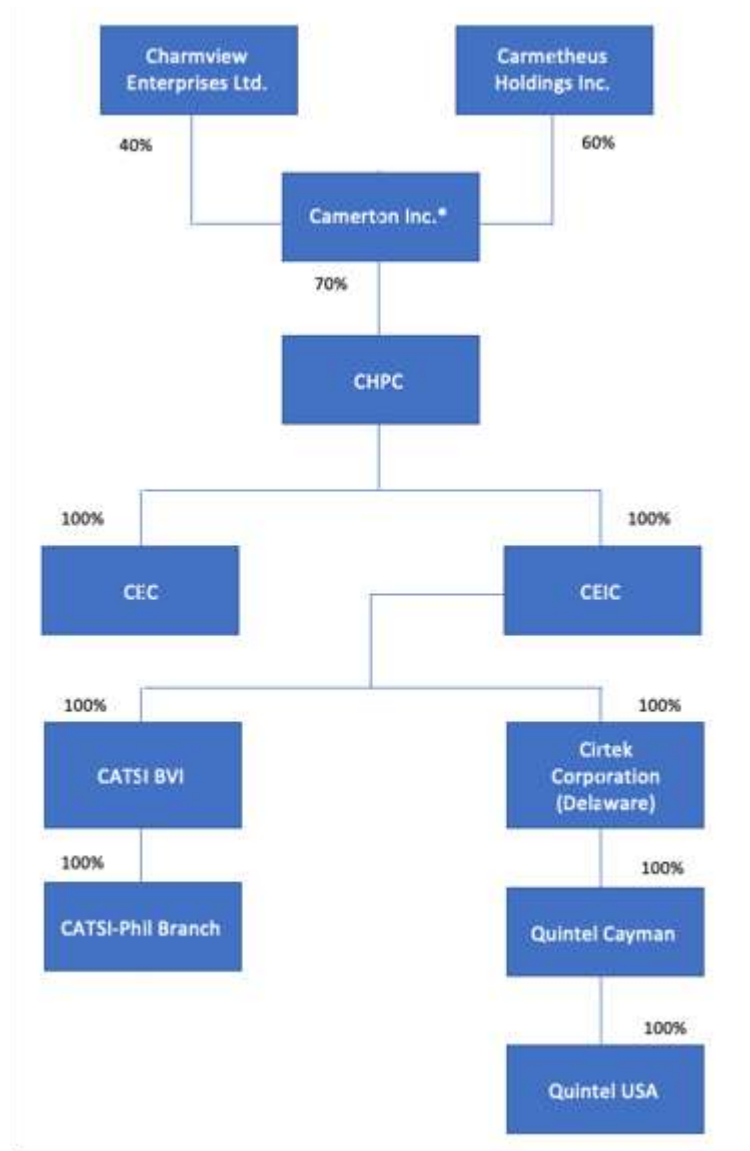 Charmview
Enterprises Ltd.
Carmetheus
Holdings Inc.
40%
60%
Camerton Inc.*
70%
CHPC
100%
100%
CEC
CEIC
100%
100%
CATSI BVI
Cirtek
Corporation
(Delaware)
100%
100%
CATSI-Phil Branch
Quintel Cayman
100%
Quintel USA